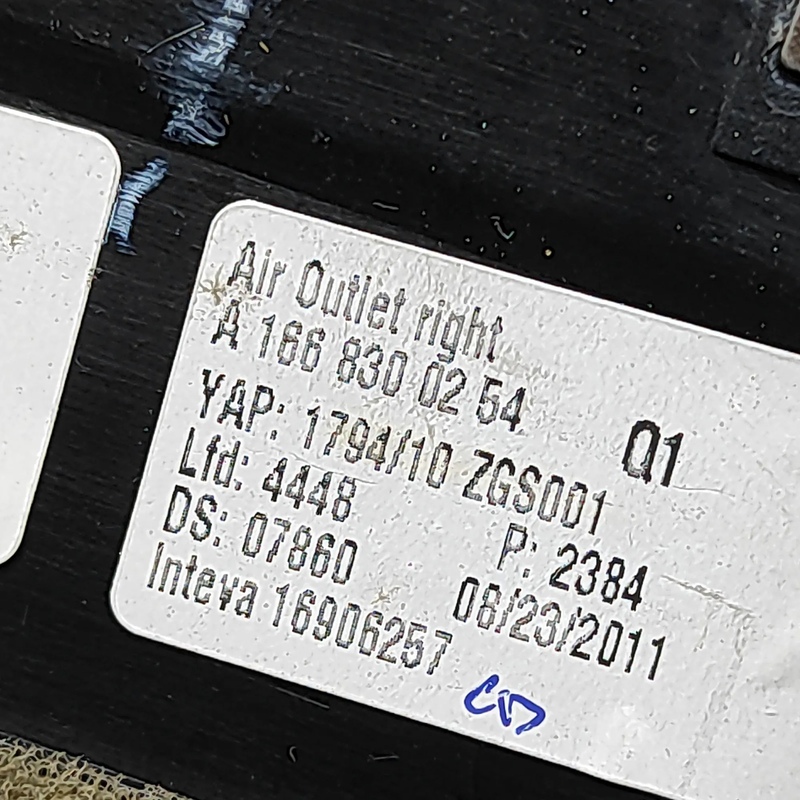 Air Outlet right
A 166 830 02 54
Q1
YAP: 1794/10 ZGS001
Lfd: 4448
P: 2384
DS: 07860
08/23/2011
Inteva 16906257